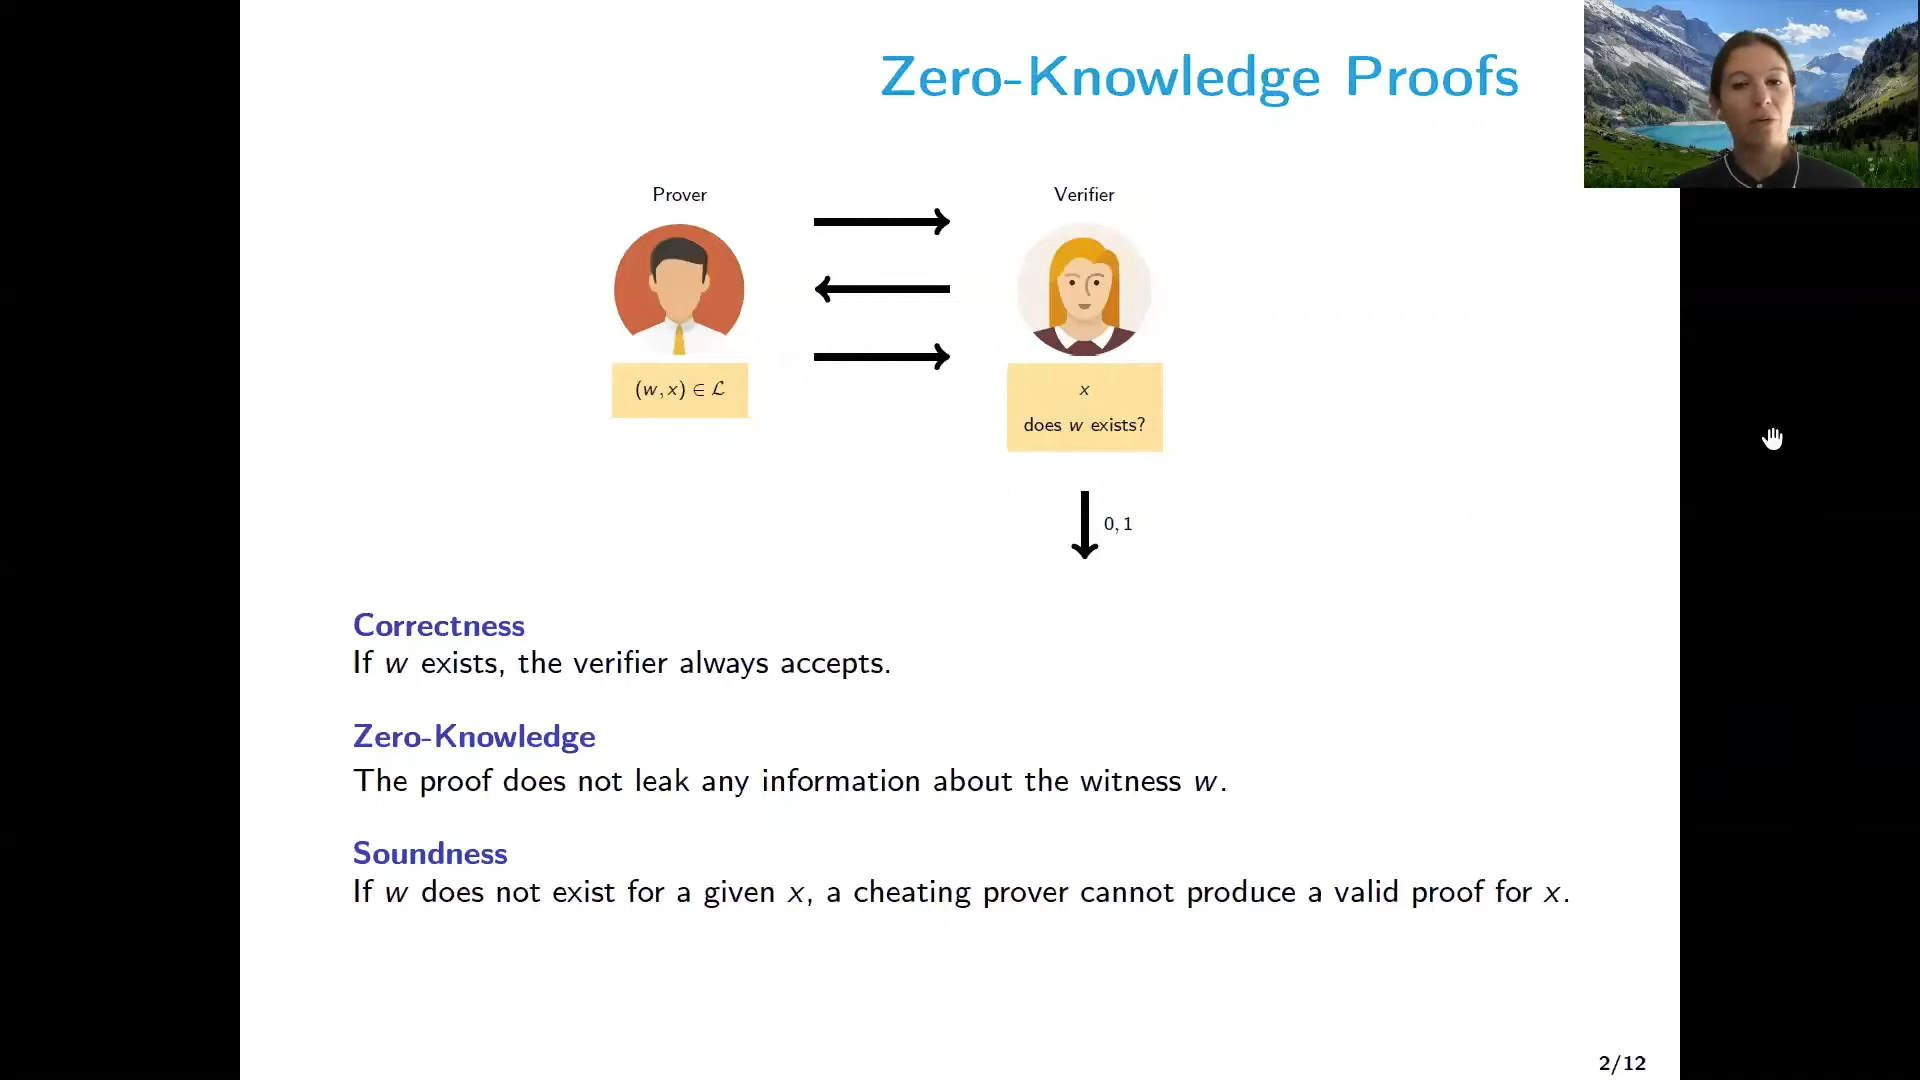 Zero-Knowledge Proofs
Prover
Verifier
(w, x) ∈ ℒ
x
does w exists?
0, 1
Correctness
If w exists, the verifier always accepts.
Zero-Knowledge
The proof does not leak any information about the witness w.
Soundness
If w does not exist for a given x, a cheating prover cannot produce a valid proof for x.
2/12